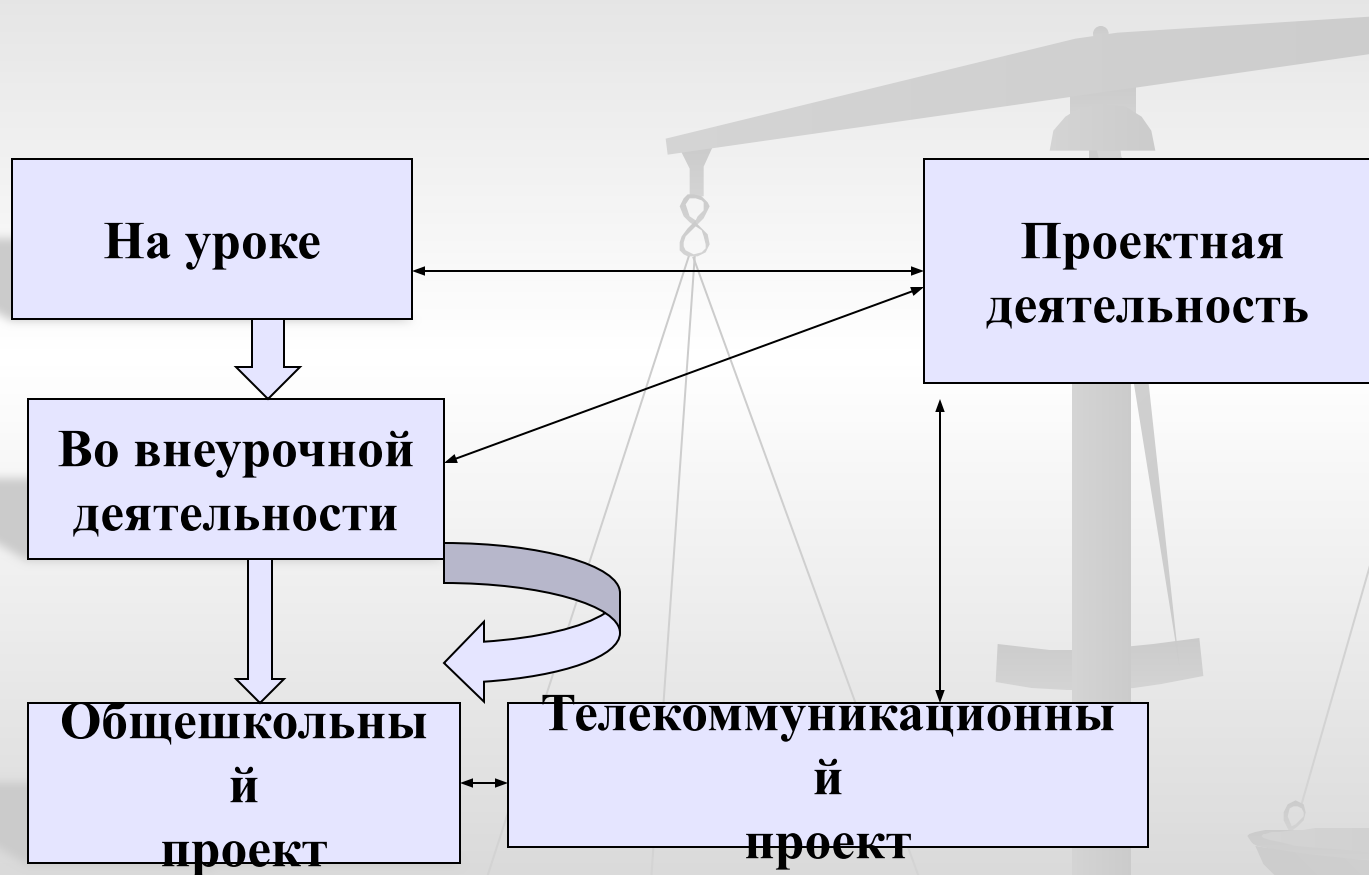 На уроке
Проектная
деятельность
Во внеурочной
деятельности
Общешкольны
й
проект
Телекоммуникационны
й
проект